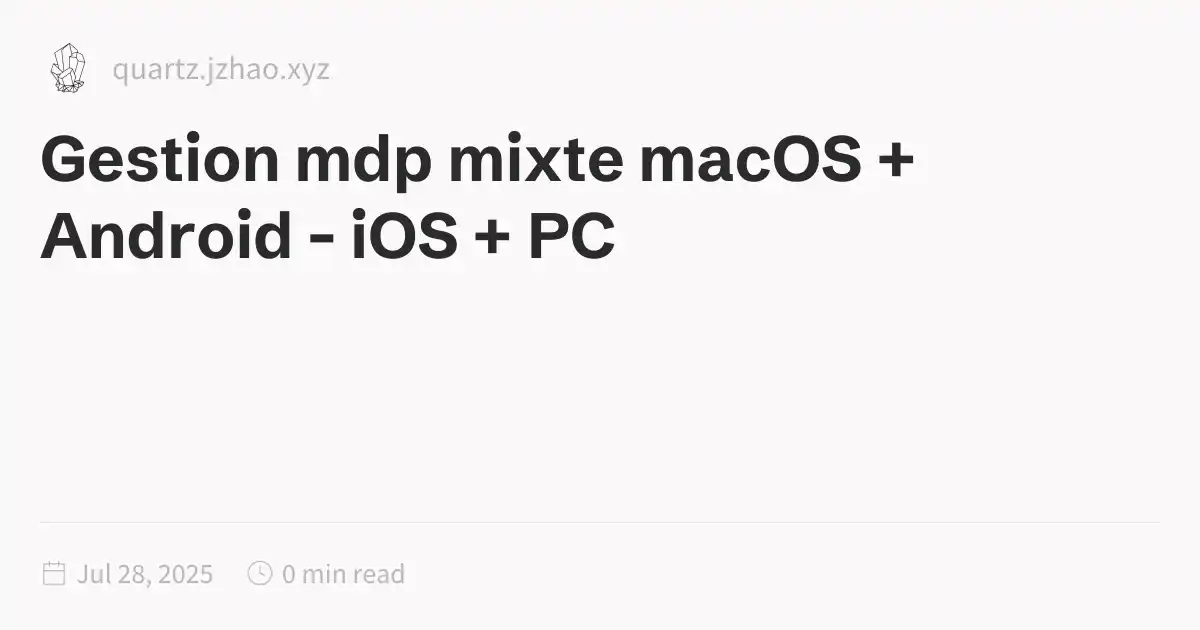 quartz.jzhao.xyz
Gestion mdp mixte macOS +
Android - iOS + PC
Jul 28, 2025 0 min read